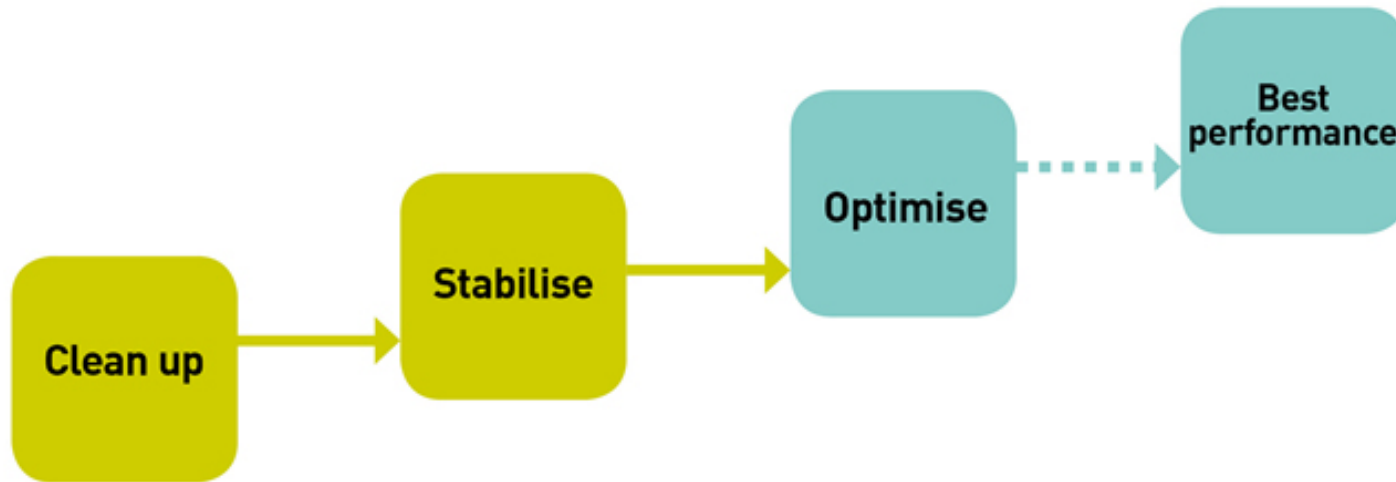 Clean up
Stabilise
Optimise
Best
performance